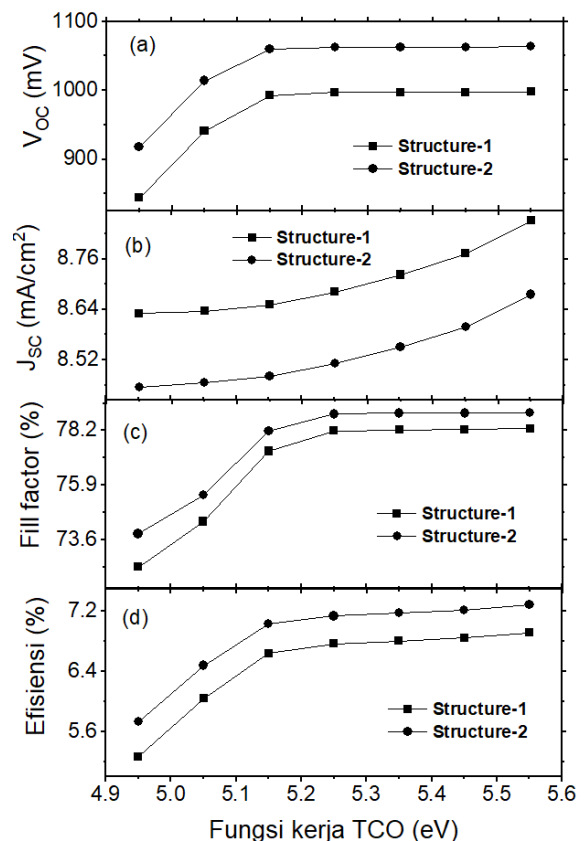 1100
1000
900
V_OC (mV)
(a)
Structure-1
Structure-2
8.76
8.64
8.52
J_SC (mA/cm²)
(b)
Structure-1
Structure-2
78.2
75.9
73.6
Fill factor (%)
(c)
Structure-1
Structure-2
7.2
6.4
5.6
Efisiensi (%)
(d)
Structure-1
Structure-2
4.9 5.0 5.1 5.2 5.3 5.4 5.5 5.6
Fungsi kerja TCO (eV)